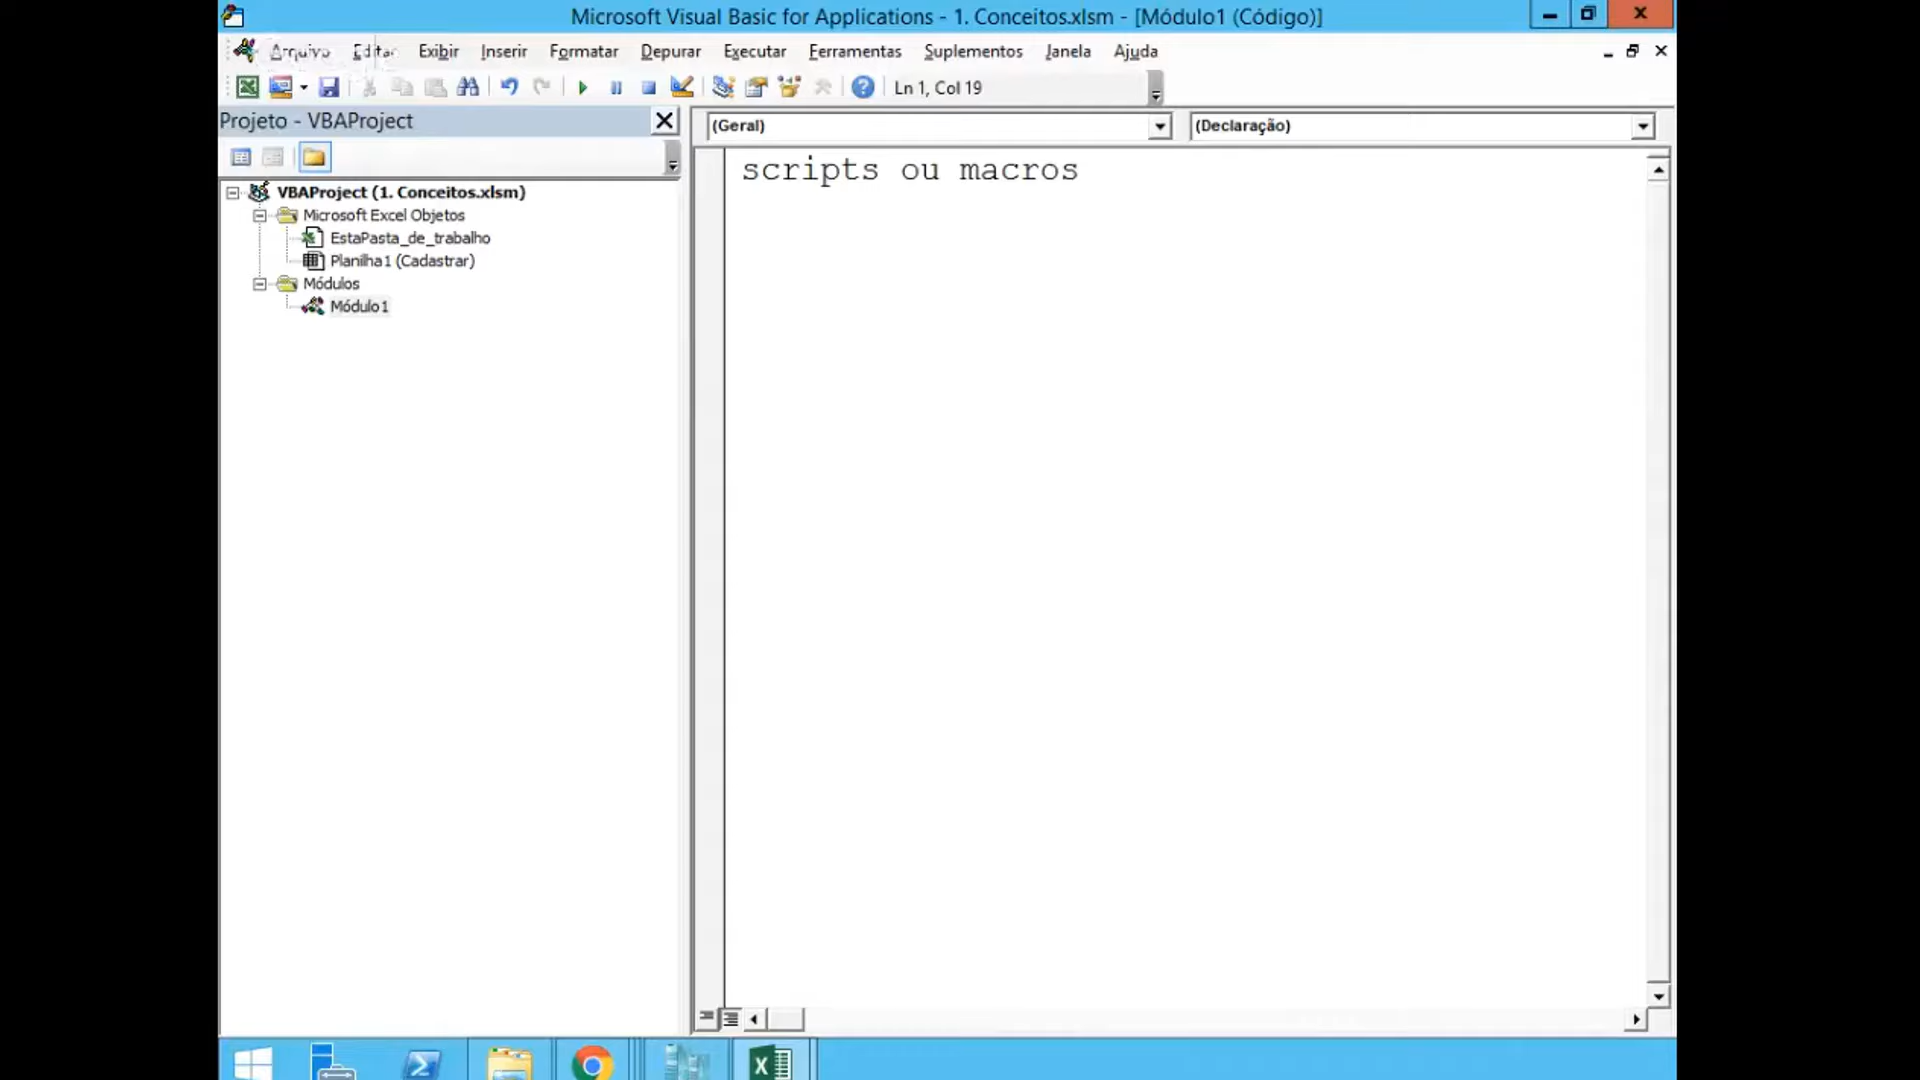 Microsoft Visual Basic for Applications - 1. Conceitos.xlsm - [Módulo1 (Código)]
Arquivo Editar Exibir Inserir Formatar Depurar Executar Ferramentas Suplementos Janela Ajuda
Ln 1, Col 19
Projeto - VBAProject
(Geral) (Declaração)
scripts ou macros
VBAProject (1. Conceitos.xlsm)
Microsoft Excel Objetos
EstaPasta_de_trabalho
Planilha1 (Cadastrar)
Módulos
Módulo1